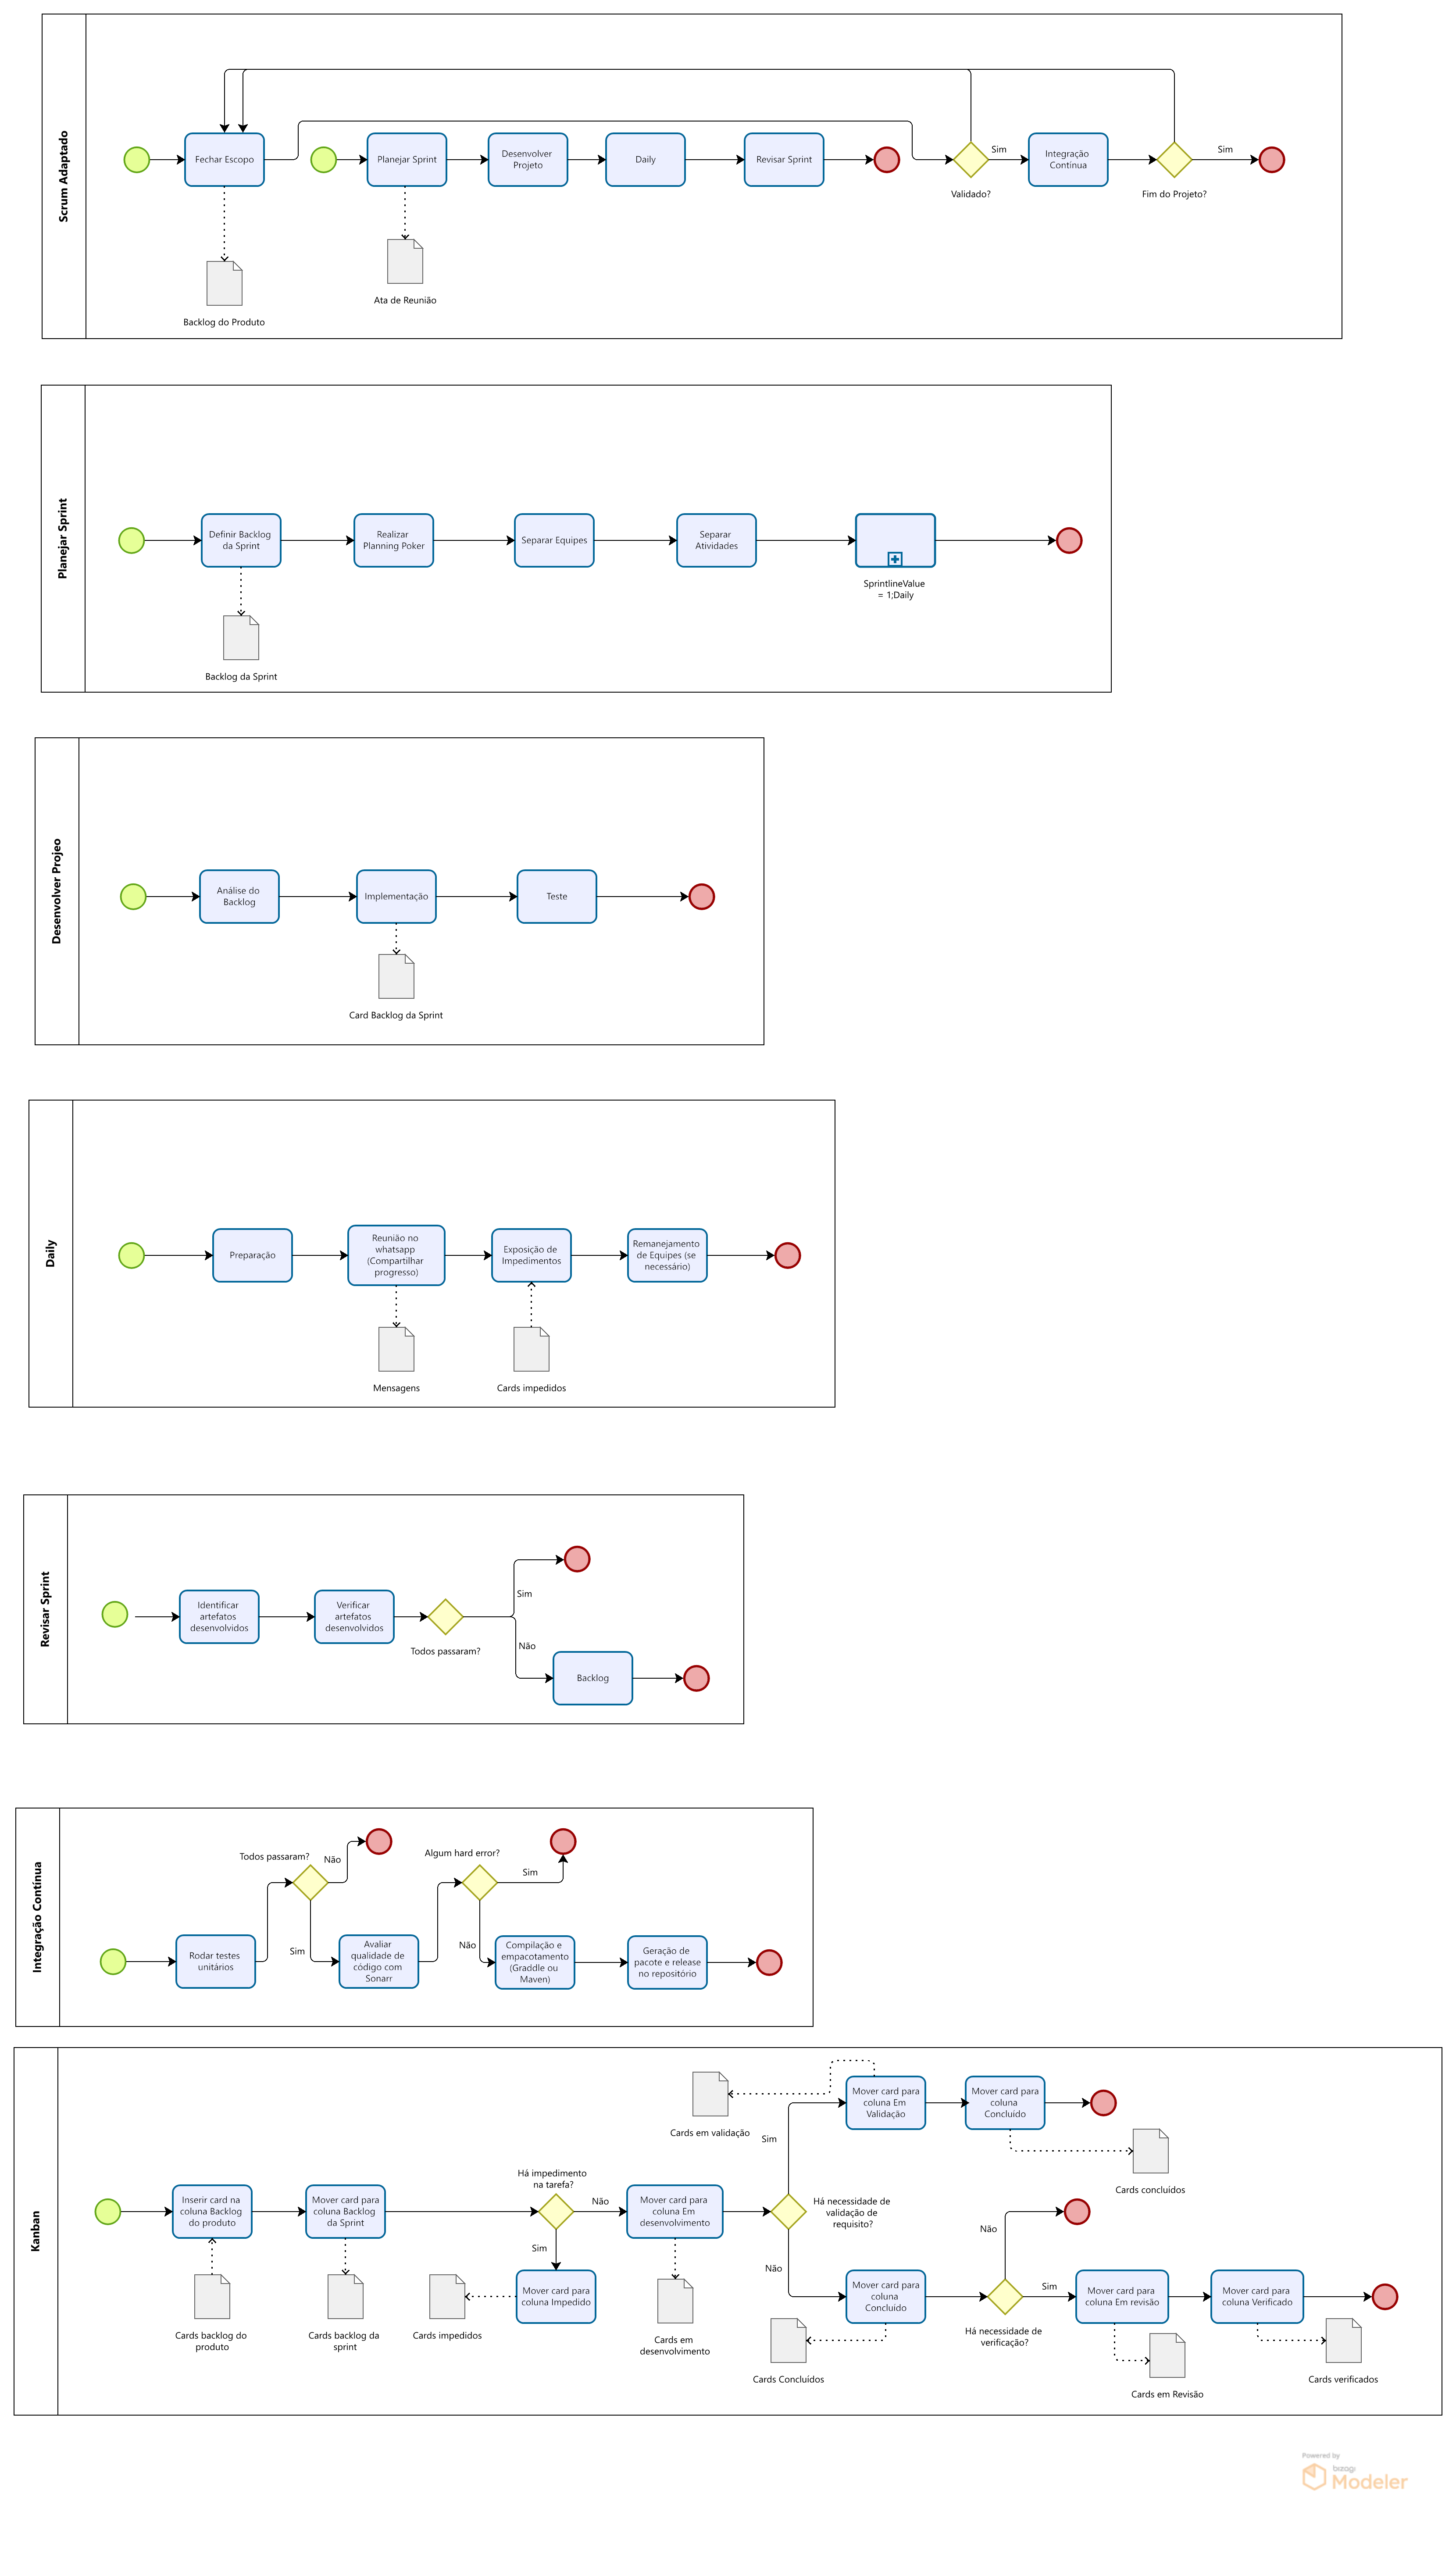 Scrum Adaptado
Fechar Escopo
Planejar Sprint
Desenvolver
Projeto
Daily
Revisar Sprint
Validado?
Sim
Integração
Contínua
Fim do Projeto?
Sim
Backlog do Produto
Ata de Reunião
Planejar Sprint
Definir Backlog
da Sprint
Realizar
Planning Poker
Separar Equipes
Separar
Atividades
SprintlineValue
= 1;Daily
Backlog da Sprint
Desenvolver Projeo
Análise do
Backlog
Implementação
Teste
Card Backlog da Sprint
Daily
Preparação
Reunião no
whatsapp
(Compartilhar
progresso)
Exposição de
Impedimentos
Remanejamento
de Equipes (se
necessário)
Mensagens
Cards impedidos
Revisar Sprint
Identificar
artefatos
desenvolvidos
Verificar
artefatos
desenvolvidos
Todos passaram?
Sim
Não
Backlog
Integração Contínua
Todos passaram?
Não
Algum hard error?
Sim
Rodar testes
unitários
Sim
Avaliar
qualidade de
código com
Sonarr
Não
Compilação e
empacotamento
(Graddle ou
Maven)
Geração de
pacote e release
no repositório
Kanban
Cards em validação
Mover card para
coluna Em
Validação
Mover card para
coluna
Concluído
Sim
Cards concluídos
Inserir card na
coluna Backlog
do produto
Mover card para
coluna Backlog
da Sprint
Há impedimento
na tarefa?
Não
Mover card para
coluna Em
desenvolvimento
Há necessidade de
validação de
requisito?
Não
Sim
Mover card para
coluna Impedido
Não
Mover card para
coluna
Concluído
Sim
Mover card para
coluna Em revisão
Mover card para
coluna Verificado
Há necessidade de
verificação?
Cards backlog do
produto
Cards backlog da
sprint
Cards impedidos
Cards em
desenvolvimento
Cards Concluídos
Cards em Revisão
Cards verificados
Powered by
bizagi
Modeler